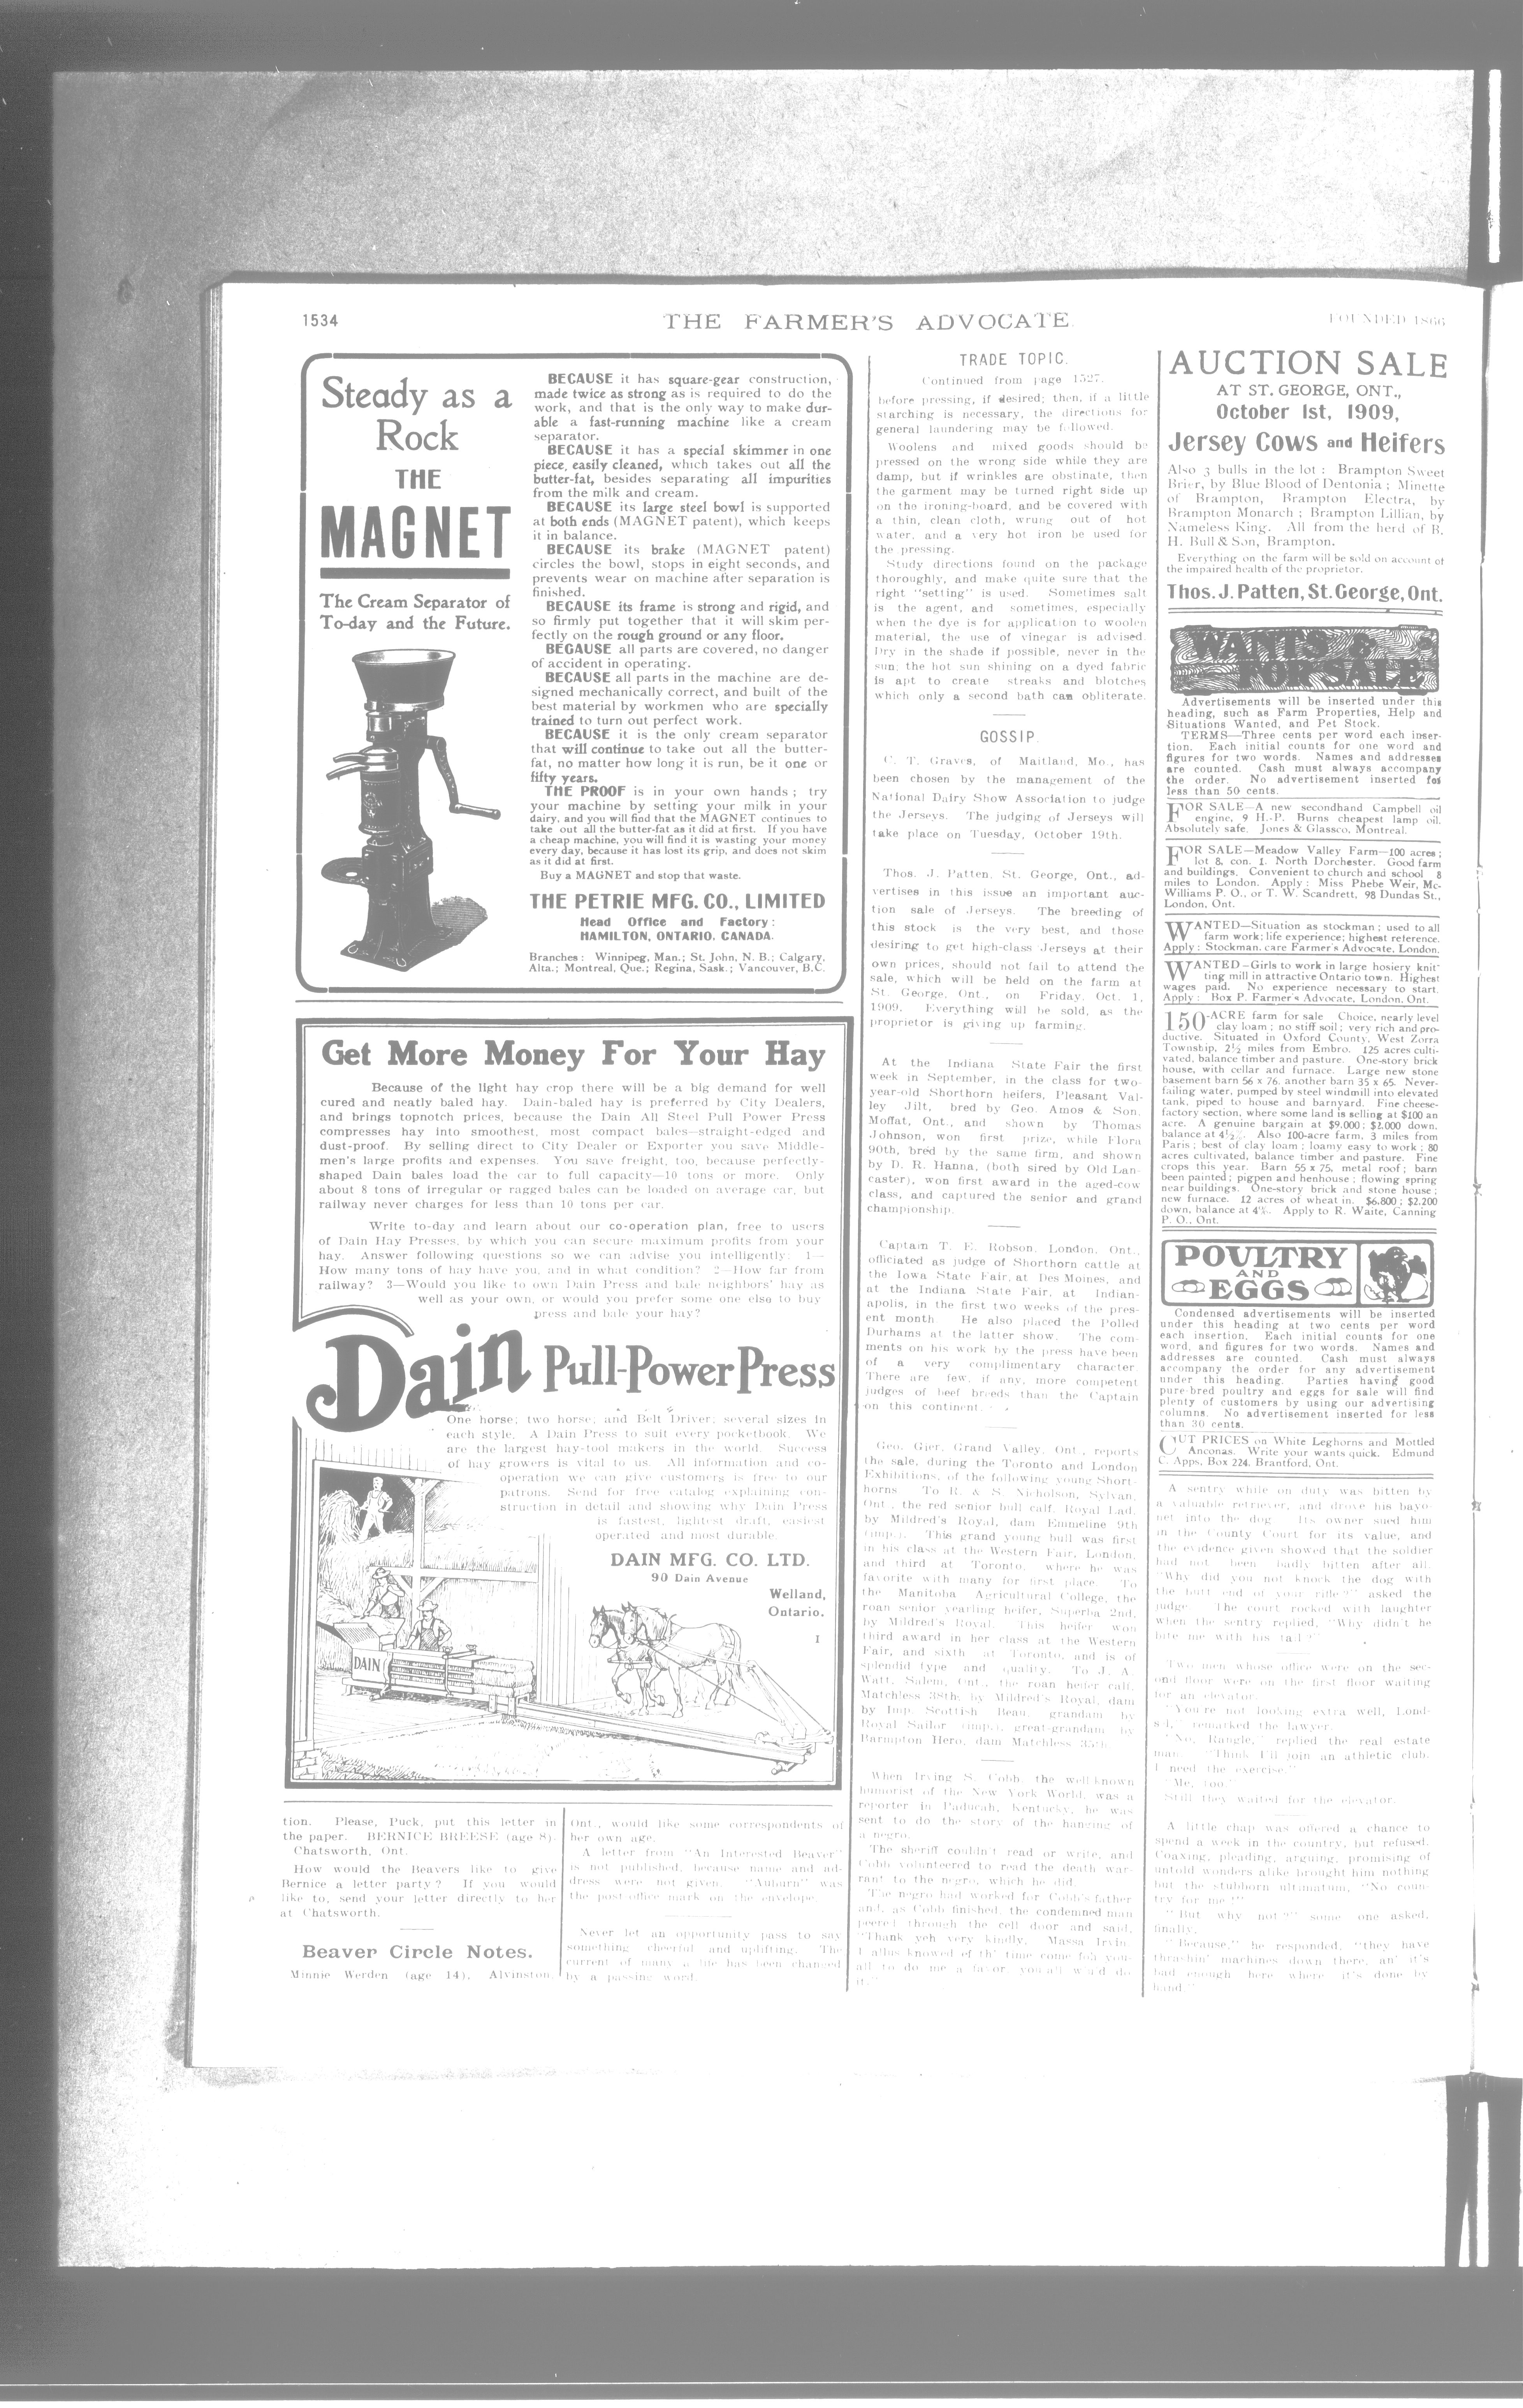 1534
THE FARMER'S ADVOCATE.
FOUNDED 1866
Steady as a
Rock
THE
MAGNET
The Cream Separator of
To-day and the Future.
BECAUSE it has square-gear construction,
made twice as strong as is required to do the
work, and that is the only way to make dur-
able a fast-running machine like a cream
separator.
BECAUSE it has a special skimmer in one
piece, easily cleaned, which takes out all the
butter-fat, besides separating all impurities
from the milk and cream.
BECAUSE its large steel bowl is supported
at both ends (MAGNET patent), which keeps
it in balance.
BECAUSE its brake (MAGNET patent)
circles the bowl, stops in eight seconds, and
prevents wear on machine after separation is
finished.
BECAUSE its frame is strong and rigid, and
so firmly put together that it will skim per-
fectly on the rough ground or any floor.
BECAUSE all parts are covered, no danger
of accident in operating.
BECAUSE all parts in the machine are de-
signed mechanically correct, and built of the
best material by workmen who are specially
trained to turn out perfect work.
BECAUSE it is the only cream separator
that will continue to take out all the butter-
fat, no matter how long it is run, be it one or
fifty years.
THE PROOF is in your own hands; try
your machine by setting your milk in your
dairy, and you will find that the MAGNET continues to
take out all the butter-fat as it did at first. If you have
a cheap machine, you will find it is wasting your money
every day, because it has lost its grip, and does not skim
as it did at first.
Buy a MAGNET and stop that waste.
THE PETRIE MFG. CO., LIMITED
Head Office and Factory:
HAMILTON, ONTARIO, CANADA.
Branches: Winnipeg, Man.; St. John, N. B.; Calgary,
Alta.; Montreal, Que.; Regina, Sask.; Vancouver, B.C.
Get More Money For Your Hay
Because of the light hay crop there will be a big demand for well
cured and neatly baled hay. Dain-baled hay is preferred by City Dealers,
and brings topnotch prices, because the Dain All Steel Pull Power Press
compresses hay into smoothest, most compact bales—straight-edged and
dust-proof. By selling direct to City Dealer or Exporter you save Middle-
men's large profits and expenses. You save freight, too, because perfectly-
shaped Dain bales load the car to full capacity—10 tons or more. Only
about 8 tons of irregular or ragged bales can be loaded on average car, but
railway never charges for less than 10 tons per car.
Write to-day and learn about our co-operation plan, free to users
of Dain Hay Presses, by which you can secure maximum profits from your
hay. Answer following questions so we can advise you intelligently: 1—
How many tons of hay have you, and in what condition? 2—How far from
railway? 3—Would you like to own Dain Press and bale neighbors' hay as
well as your own, or would you prefer some one else to buy
press and bale your hay?
Dain Pull-Power Press
One horse; two horse; and Belt Driver; several sizes in
each style. A Dain Press to suit every pocketbook. We
are the largest hay-tool makers in the world. Success
of hay growers is vital to us. All information and co-
operation we can give customers is free to our
patrons. Send for free catalog explaining con-
struction in detail and showing why Dain Press
is fastest, lightest draft, easiest
operated and most durable.
DAIN MFG. CO. LTD.
90 Dain Avenue
Welland,
Ontario.
1
DAIN
tion. Please, Puck, put this letter in
the paper. BERNICE BREESE (age 8).
Chatsworth, Ont.
How would the Beavers like to give
Bernice a letter party? If you would
like to, send your letter directly to her
at Chatsworth.
Beaver Circle Notes.
Minnie Werden (age 14), Alvinston,
Ont., would like some correspondents of
her own age.
A letter from "An Interested Beaver"
is not published, because name and ad-
dress were not given. "Auburn" was
the post-office mark on the envelope.
Never let an opportunity pass to say
something cheerful and uplifting. The
current of many a life has been changed
by a passing word.
TRADE TOPIC.
Continued from page 1527.
before pressing, if desired; then, if a little
starching is necessary, the directions for
general laundering may be followed.
Woolens and mixed goods should be
pressed on the wrong side while they are
damp, but if wrinkles are obstinate, then
the garment may be turned right side up
on the ironing-board, and be covered with
a thin, clean cloth, wrung out of hot
water, and a very hot iron be used for
the pressing.
Study directions found on the package
thoroughly, and make quite sure that the
right "setting" is used. Sometimes salt
is the agent, and sometimes, especially
when the dye is for application to woolen
material, the use of vinegar is advised.
Dry in the shade if possible, never in the
sun; the hot sun shining on a dyed fabric
is apt to create streaks and blotches
which only a second bath can obliterate.
GOSSIP.
C. T. Graves, of Maitland, Mo., has
been chosen by the management of the
National Dairy Show Association to judge
the Jerseys. The judging of Jerseys will
take place on Tuesday, October 19th.
Thos. J. Patten, St. George, Ont., ad-
vertises in this issue an important auc-
tion sale of Jerseys. The breeding of
this stock is the very best, and those
desiring to get high-class Jerseys at their
own prices, should not fail to attend the
sale, which will be held on the farm at
St. George, Ont., on Friday, Oct. 1,
1909. Everything will be sold, as the
proprietor is giving up farming.
At the Indiana State Fair the first
week in September, in the class for two-
year-old Shorthorn heifers, Pleasant Val-
ley Jilt, bred by Geo. Amos & Son,
Moffat, Ont., and shown by Thomas
Johnson, won first prize, while Flora
90th, bred by the same firm, and shown
by D. R. Hanna, (both sired by Old Lan-
caster), won first award in the aged-cow
class, and captured the senior and grand
championship.
Captain T. E. Robson, London, Ont.,
officiated as judge of Shorthorn cattle at
the Iowa State Fair, at Des Moines, and
at the Indiana State Fair, at Indian-
apolis, in the first two weeks of the pres-
ent month. He also placed the Polled
Durhams at the latter show. The com-
ments on his work by the press have been
of a very complimentary character.
There are few, if any, more competent
judges of beef breeds than the Captain
on this continent.
Geo. Gier, Grand Valley, Ont., reports
the sale, during the Toronto and London
Exhibitions, of the following young Short-
horns: To R. & S. Nicholson, Sylvan,
Ont., the red senior bull calf, Royal Lad,
by Mildred's Royal, dam Emmeline 9th
(imp.). This grand young bull was first
in his class at the Western Fair, London,
and third at Toronto, where he was
favorite with many for first place. To
the Manitoba Agricultural College, the
roan senior yearling heifer, Superba 2nd,
by Mildred's Royal. This heifer won
third award in her class at the Western
Fair, and sixth at Toronto, and is of
splendid type and quality. To J. A.
Watt, Salem, Ont., the roan heifer calf,
Matchless 38th, by Mildred's Royal, dam
by Imp. Scottish Beau, grandam by
Royal Sailor (imp.), great-grandam by
Barmpton Hero, dam Matchless 35th.
When Irving S. Cobb, the well-known
humorist of the New York World, was a
reporter in Paducah, Kentucky, he was
sent to do the story of the hanging of
a negro.
The sheriff couldn't read or write, and
Cobb volunteered to read the death war-
rant to the negro, which he did.
The negro had worked for Cobb's father
and, as Cobb finished, the condemned man
peered through the cell door and said,
"Thank yeh very kindly, Massa Irvin.
I allus knowed ef th' time come foh you-
all to do me a favor you-all would do
it."
AUCTION SALE
AT ST. GEORGE, ONT.,
October 1st, 1909,
Jersey Cows and Heifers
Also 3 bulls in the lot: Brampton Sweet
Brier, by Blue Blood of Dentonia; Minette
of Brampton, Brampton Electra, by
Brampton Monarch; Brampton Lillian, by
Nameless King. All from the herd of B.
H. Bull & Son, Brampton.
Everything on the farm will be sold on account of
the impaired health of the proprietor.
Thos. J. Patten, St. George, Ont.
WANTS &
FOR SALE
Advertisements will be inserted under this
heading, such as Farm Properties, Help and
Situations Wanted, and Pet Stock.
TERMS—Three cents per word each inser-
tion. Each initial counts for one word and
figures for two words. Names and addresses
are counted. Cash must always accompany
the order. No advertisement inserted for
less than 50 cents.
FOR SALE—A new secondhand Campbell oil
engine, 9 H.-P. Burns cheapest lamp oil.
Absolutely safe. Jones & Glassco, Montreal.
FOR SALE—Meadow Valley Farm—100 acres;
lot 8, con. 1, North Dorchester. Good farm
and buildings. Convenient to church and school 8
miles to London. Apply: Miss Phebe Weir, Mc-
Williams P. O., or T. W. Scandrett, 98 Dundas St.,
London, Ont.
WANTED—Situation as stockman; used to all
farm work; life experience; highest reference.
Apply: Stockman, care Farmer's Advocate, London.
WANTED—Girls to work in large hosiery knit-
ting mill in attractive Ontario town. Highest
wages paid. No experience necessary to start.
Apply: Box P. Farmer's Advocate, London, Ont.
150-ACRE farm for sale Choice, nearly level
clay loam; no stiff soil; very rich and pro-
ductive. Situated in Oxford County, West Zorra
Township, 2½ miles from Embro. 125 acres culti-
vated, balance timber and pasture. One-story brick
house, with cellar and furnace. Large new stone
basement barn 56 x 76, another barn 35 x 65. Never-
failing water, pumped by steel windmill into elevated
tank, piped to house and barnyard. Fine cheese-
factory section, where some land is selling at $100 an
acre. A genuine bargain at $9,000; $2,000 down,
balance at 4½%. Also 100-acre farm, 3 miles from
Paris; best of clay loam; loamy easy to work; 80
acres cultivated, balance timber and pasture. Fine
crops this year. Barn 55 x 75, metal roof; barn
been painted; pigpen and henhouse; flowing spring
near buildings. One-story brick and stone house;
new furnace. 12 acres of wheat in. $6,800; $2,200
down, balance at 4%. Apply to R. Waite, Canning
P. O., Ont.
POULTRY
AND
EGGS
Condensed advertisements will be inserted
under this heading at two cents per word
each insertion. Each initial counts for one
word, and figures for two words. Names and
addresses are counted. Cash must always
accompany the order for any advertisement
under this heading. Parties having good
pure-bred poultry and eggs for sale will find
plenty of customers by using our advertising
columns. No advertisement inserted for less
than 30 cents.
CUT PRICES on White Leghorns and Mottled
Anconas. Write your wants quick. Edmund
C. Apps, Box 224, Brantford, Ont.
A sentry while on duty was bitten by
a valuable retriever, and drove his bayo-
net into the dog. Its owner sued him
in the County Court for its value, and
the evidence given showed that the soldier
had not been badly bitten after all.
"Why did you not knock the dog with
the butt end of your rifle?" asked the
judge. The court rocked with laughter
when the sentry replied, "Why didn't he
bite me with his tail?"
Two men whose office were on the sec-
ond floor were on the first floor waiting
for an elevator.
"You're not looking extra well, Lond-
sl," remarked the lawyer.
"No, Rangle," replied the real estate
man. "Think I'll join an athletic club.
I need the exercise."
"Me, too."
Still they waited for the elevator.
A little chap was offered a chance to
spend a week in the country, but refused.
Coaxing, pleading, arguing, promising of
untold wonders alike brought him nothing
but the stubborn ultimatum, "No coun-
try for me!"
"But why not?" some one asked,
finally.
"Because," he responded, "they have
thrashin' machines down there, an' it's
bad enough here where it's done by
hand."